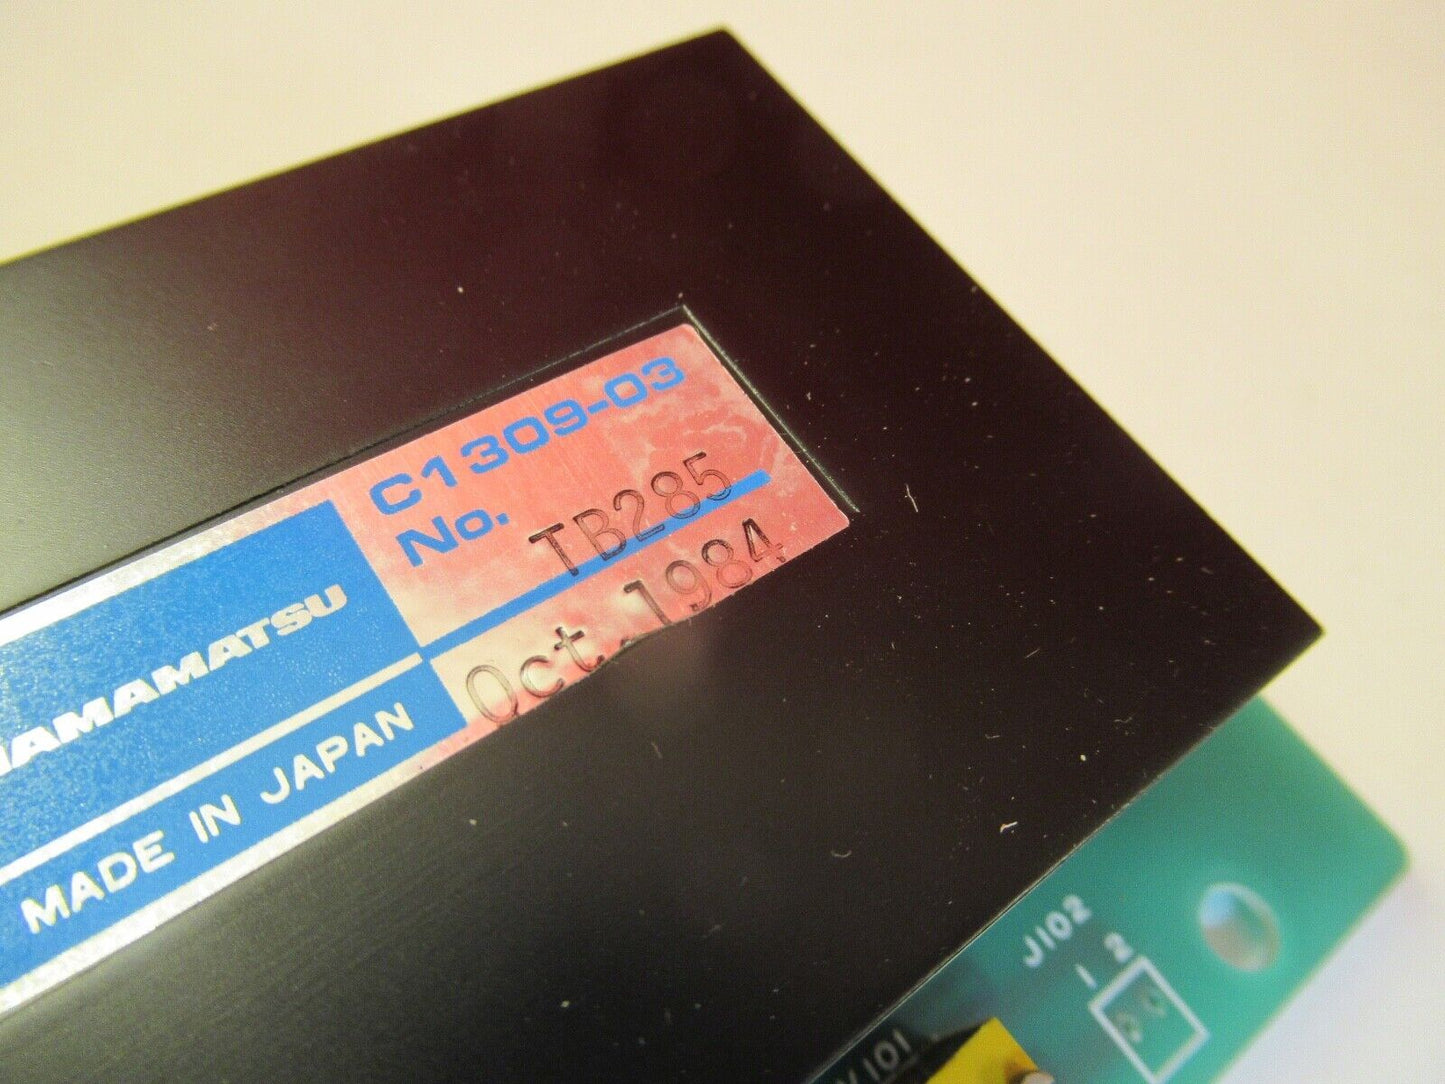 C1309-03
No. TB285
Oct.1984
HAMAMATSU
MADE IN JAPAN
J102
1 2